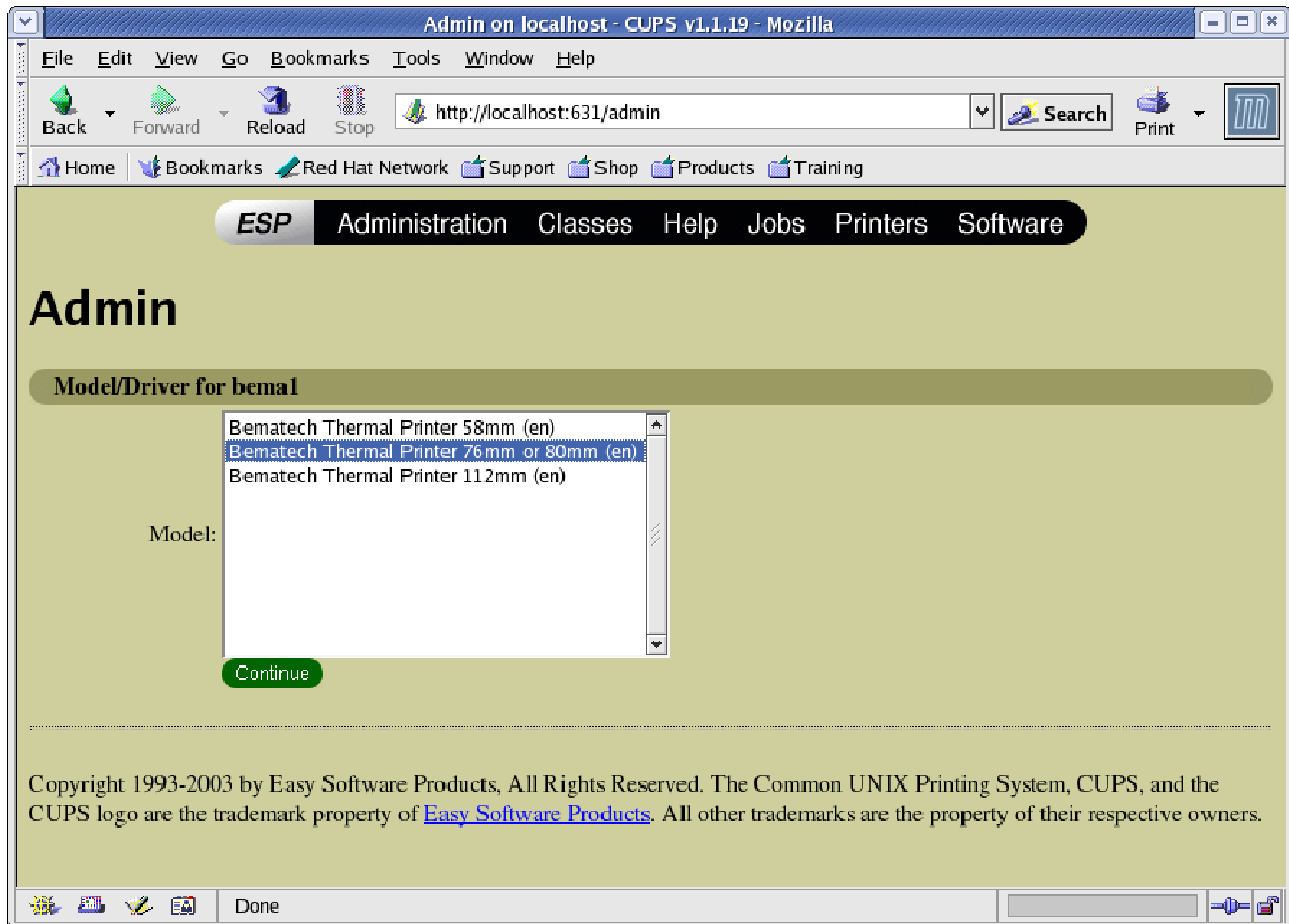 Admin on localhost - CUPS v1.1.19 - Mozilla
File Edit View Go Bookmarks Tools Window Help
Back Forward Reload Stop http://localhost:631/admin Search Print
Home Bookmarks Red Hat Network Support Shop Products Training
ESP Administration Classes Help Jobs Printers Software
Admin
Model/Driver for bema1
Bematech Thermal Printer 58mm (en)
Bematech Thermal Printer 76mm or 80mm (en)
Bematech Thermal Printer 112mm (en)
Model:
Continue
Copyright 1993-2003 by Easy Software Products, All Rights Reserved. The Common UNIX Printing System, CUPS, and the
CUPS logo are the trademark property of Easy Software Products. All other trademarks are the property of their respective owners.
Done